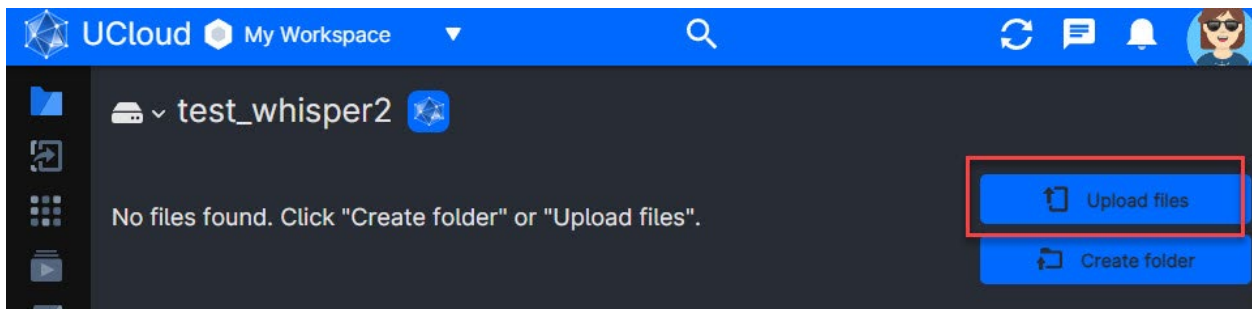 UCloud My Workspace
test_whisper2
No files found. Click "Create folder" or "Upload files".
Upload files
Create folder